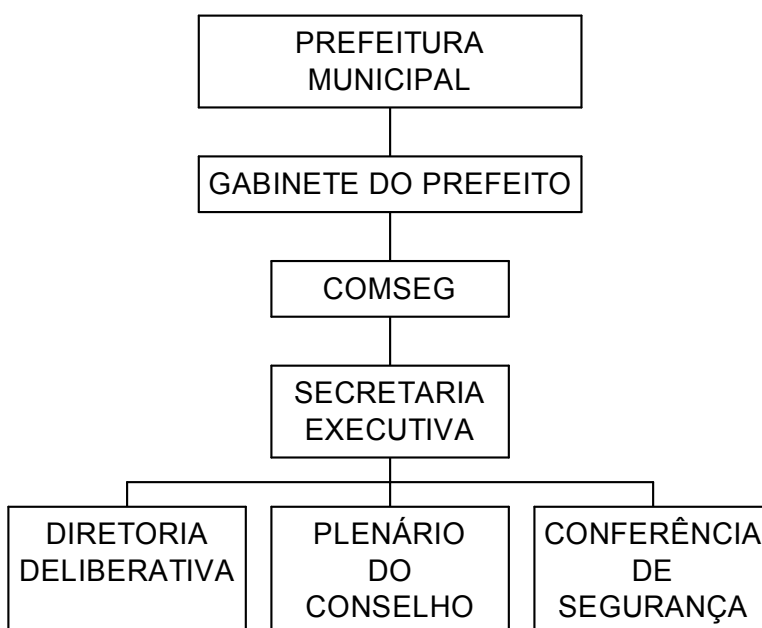 PREFEITURA
MUNICIPAL
GABINETE DO PREFEITO
COMSEG
SECRETARIA
EXECUTIVA
DIRETORIA
DELIBERATIVA
PLENÁRIO
DO
CONSELHO
CONFERÊNCIA
DE
SEGURANÇA